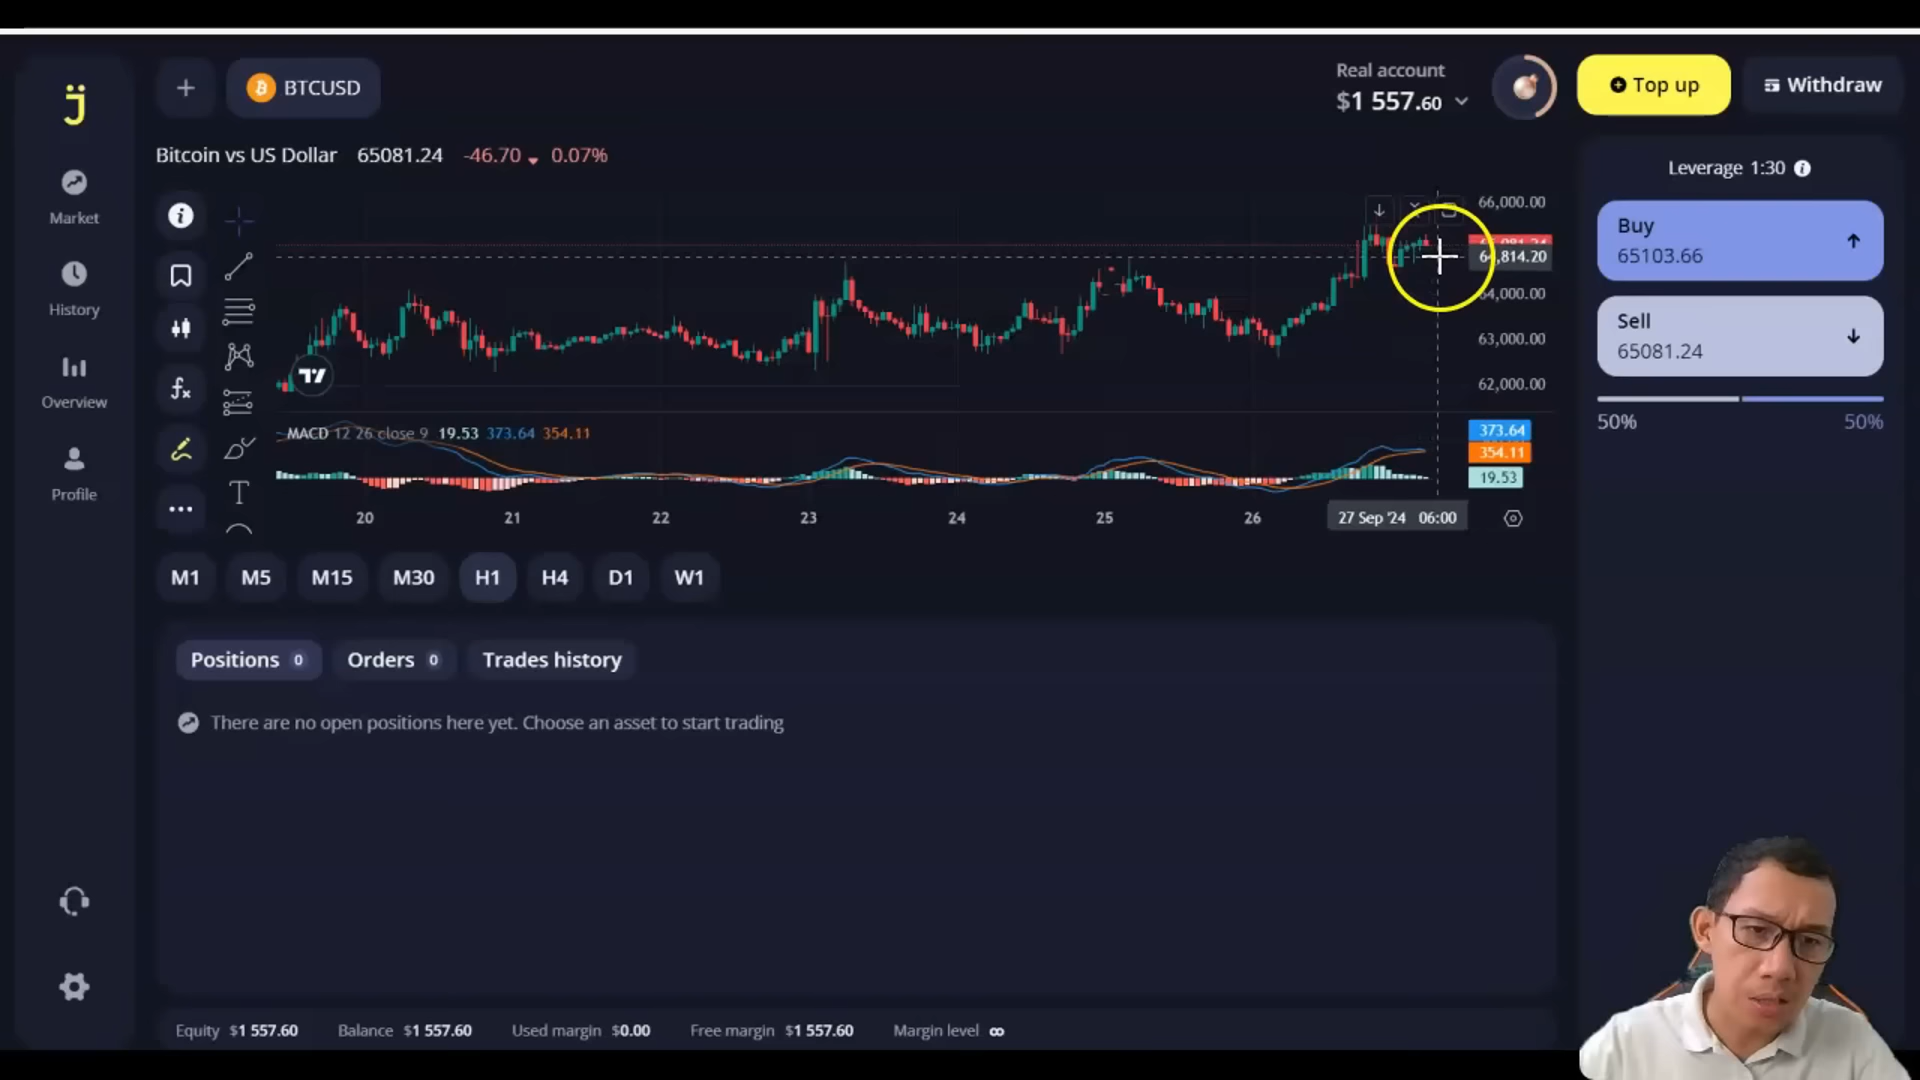 BTCUSD
Real account
$1 557.60
Top up
Withdraw
Bitcoin vs US Dollar 65081.24 -46.70 0.07%
Leverage 1:30
Market
History
Overview
Profile
66,000.00
64,814.20
64,000.00
63,000.00
62,000.00
Buy
65103.66
Sell
65081.24
50% 50%
MACD 12 26 close 9 19.53 373.64 354.11
373.64
354.11
19.53
20 21 22 23 24 25 26 27 Sep '24 06:00
M1 M5 M15 M30 H1 H4 D1 W1
Positions 0 Orders 0 Trades history
There are no open positions here yet. Choose an asset to start trading
Equity $1 557.60 Balance $1 557.60 Used margin $0.00 Free margin $1 557.60 Margin level ∞